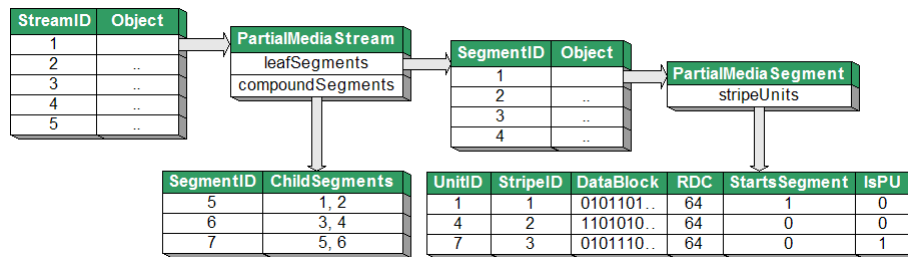 StreamID Object
1
2 ..
3 ..
4 ..
5 ..
PartialMediaStream
leafSegments
compoundSegments
SegmentID Object
1
2 ..
3 ..
4 ..
PartialMediaSegment
stripeUnits
SegmentID ChildSegments
5 1, 2
6 3, 4
7 5, 6
UnitID StripeID DataBlock RDC StartsSegment IsPU
1 1 0101101.. 64 1 0
4 2 1101010.. 64 0 0
7 3 0101110.. 64 0 1